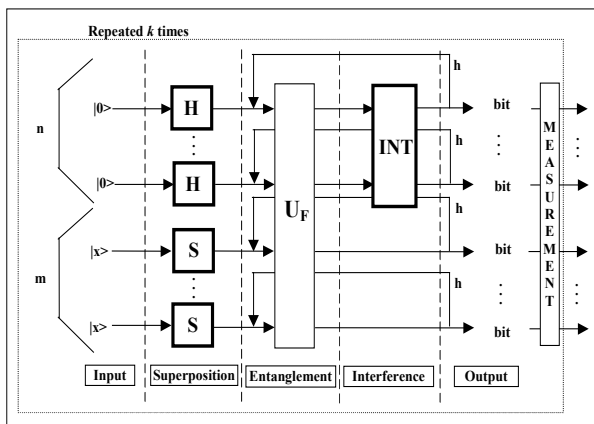 Repeated k times
h
|0> H bit
n h
INT
|0> H bit
U_F h
|x> S bit
m h
|x> S bit
MEASUREMENT
Input Superposition Entanglement Interference Output